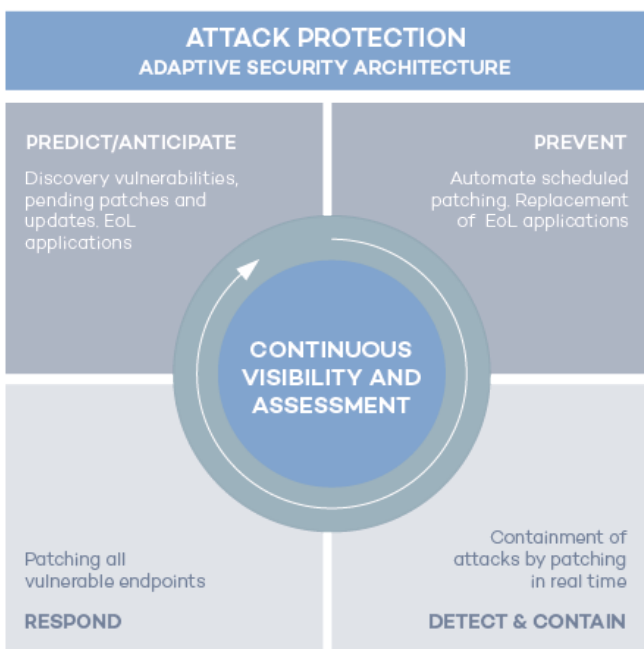 ATTACK PROTECTION
ADAPTIVE SECURITY ARCHITECTURE
PREDICT/ANTICIPATE
Discovery vulnerabilities,
pending patches and
updates, EoL
applications
PREVENT
Automate scheduled
patching. Replacement
of EoL applications
CONTINUOUS
VISIBILITY AND
ASSESSMENT
Patching all
vulnerable endpoints
RESPOND
Containment of
attacks by patching
in real time
DETECT & CONTAIN